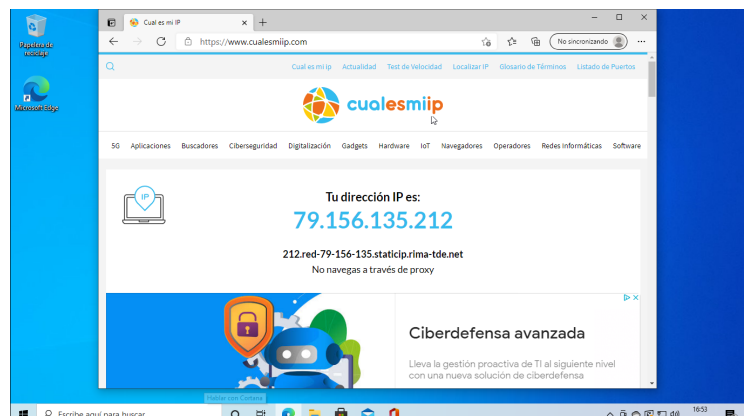 Papelera de
reciclaje
Microsoft Edge
Cual es mi IP
https://www.cualesmiip.com
No sincronizando
Cual es mi ip Actualidad Test de Velocidad Localizar IP Glosario de Términos Listado de Puertos
cualesmiip
5G Aplicaciones Buscadores Ciberseguridad Digitalización Gadgets Hardware IoT Navegadores Operadores Redes Informáticas Software
IP
Tu dirección IP es:
79.156.135.212
212.red-79-156-135.staticip.rima-tde.net
No navegas a través de proxy
Ciberdefensa avanzada
Lleva la gestión proactiva de TI al siguiente nivel
con una nueva solución de ciberdefensa
Hablar con Cortana
Escribe aquí para buscar
16:53